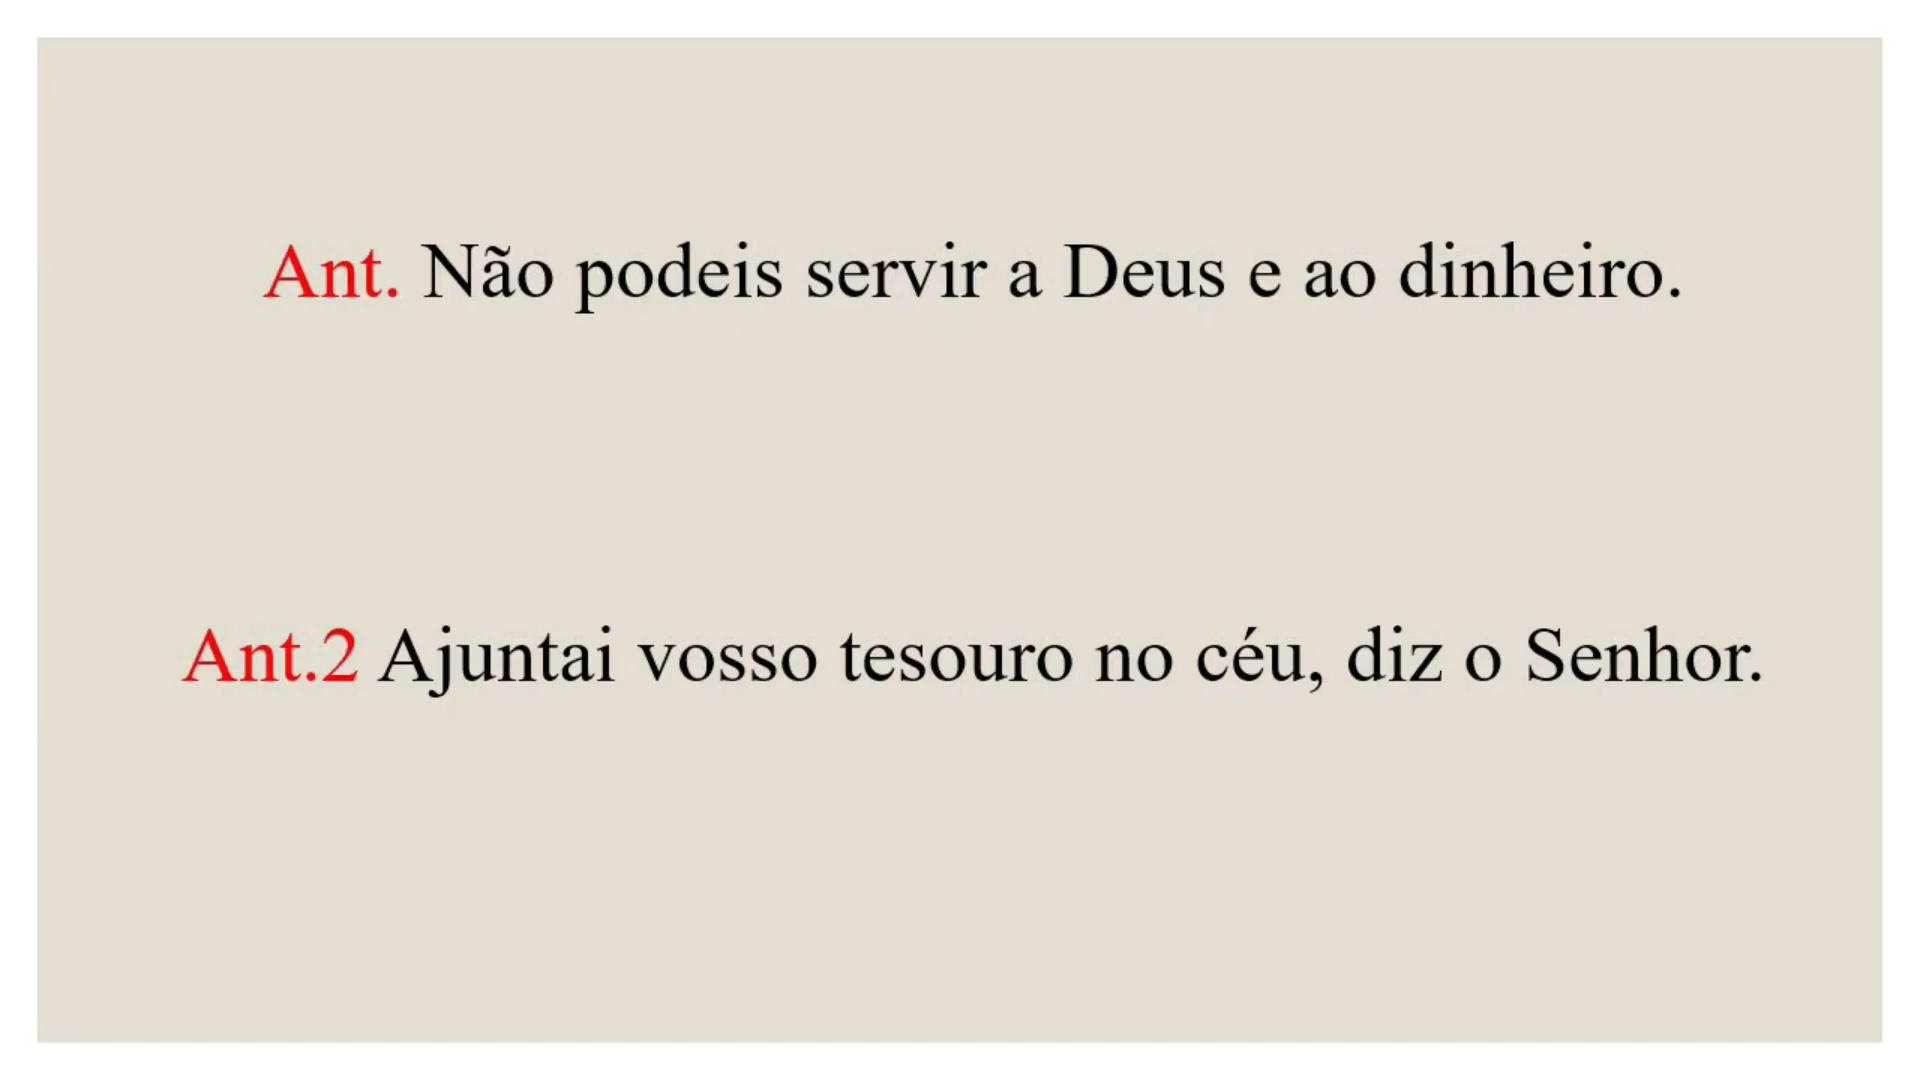 Ant. Não podeis servir a Deus e ao dinheiro.
Ant.2 Ajuntai vosso tesouro no céu, diz o Senhor.